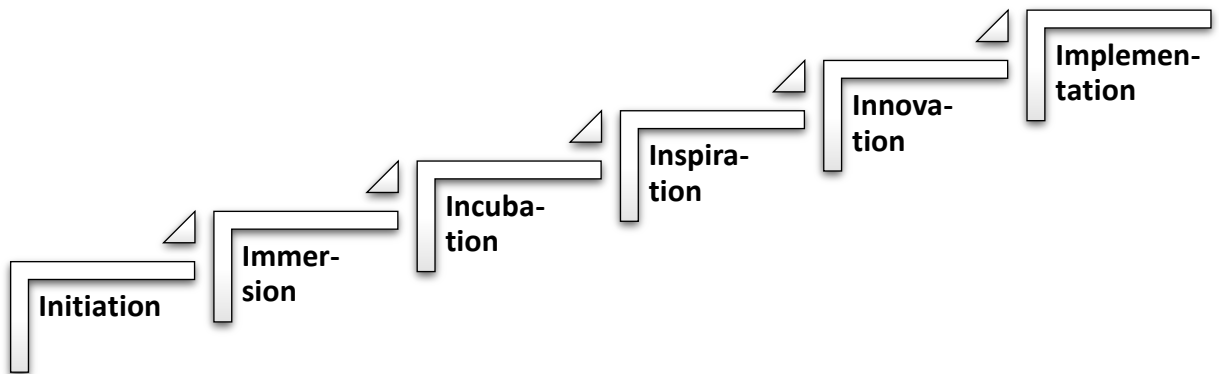 Initiation
Immer-
sion
Incuba-
tion
Inspira-
tion
Innova-
tion
Implemen-
tation